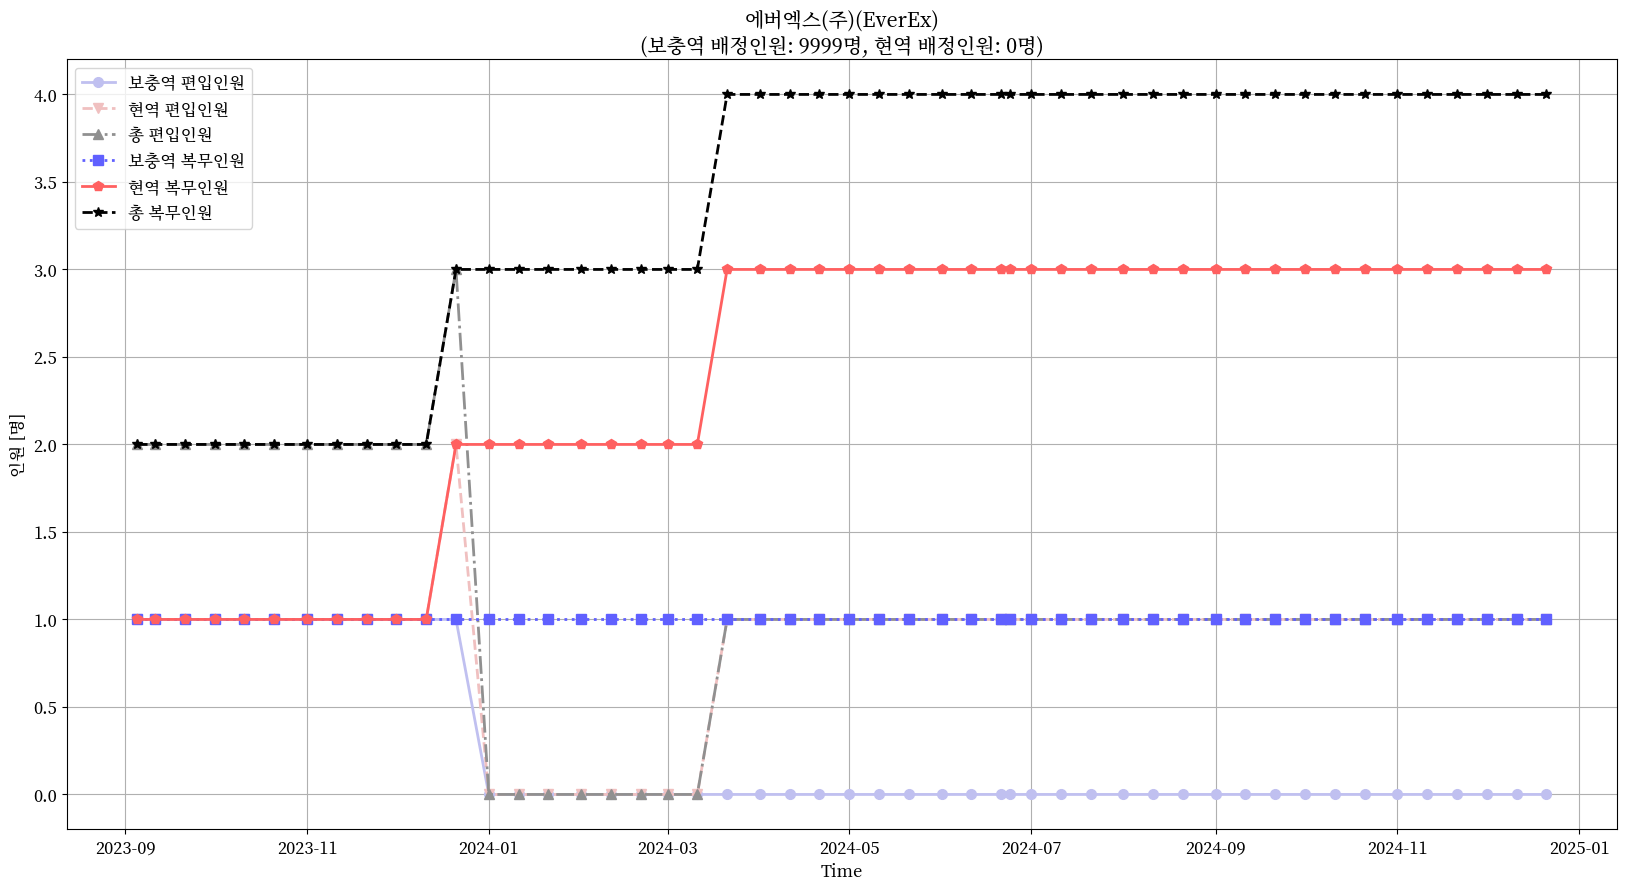 에버엑스(주)(EverEx)
(보충역 배정인원: 9999명, 현역 배정인원: 0명)
보충역 편입인원
현역 편입인원
총 편입인원
보충역 복무인원
현역 복무인원
총 복무인원
인원 [명]
4.0
3.5
3.0
2.5
2.0
1.5
1.0
0.5
0.0
2023-09 2023-11 2024-01 2024-03 2024-05 2024-07 2024-09 2024-11 2025-01
Time